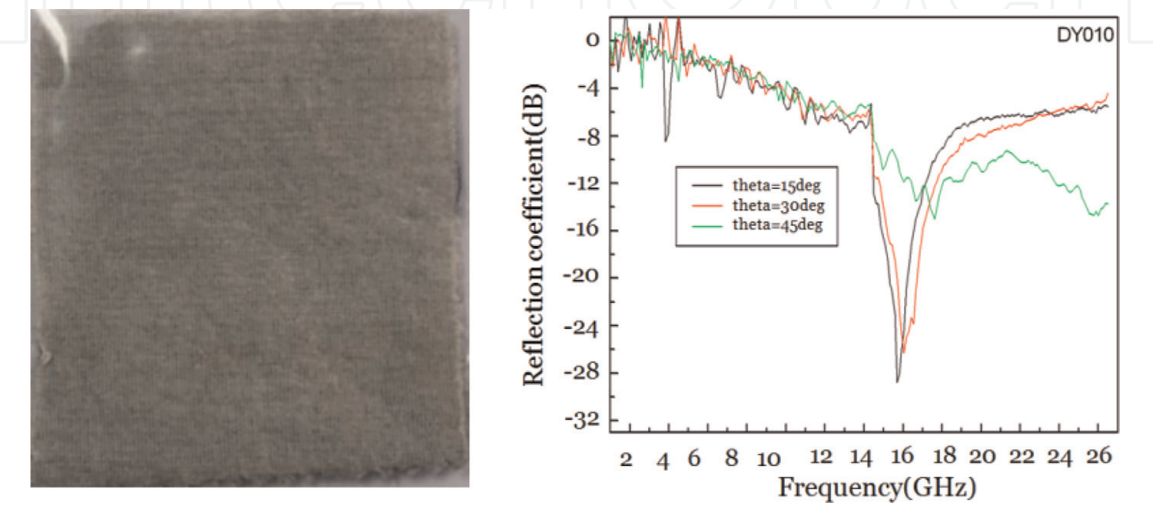 DY010
Reflection coefficient(dB)
0
-4
-8
-12
-16
-20
-24
-28
-32
theta=15deg
theta=30deg
theta=45deg
2 4 6 8 10 12 14 16 18 20 22 24 26
Frequency(GHz)